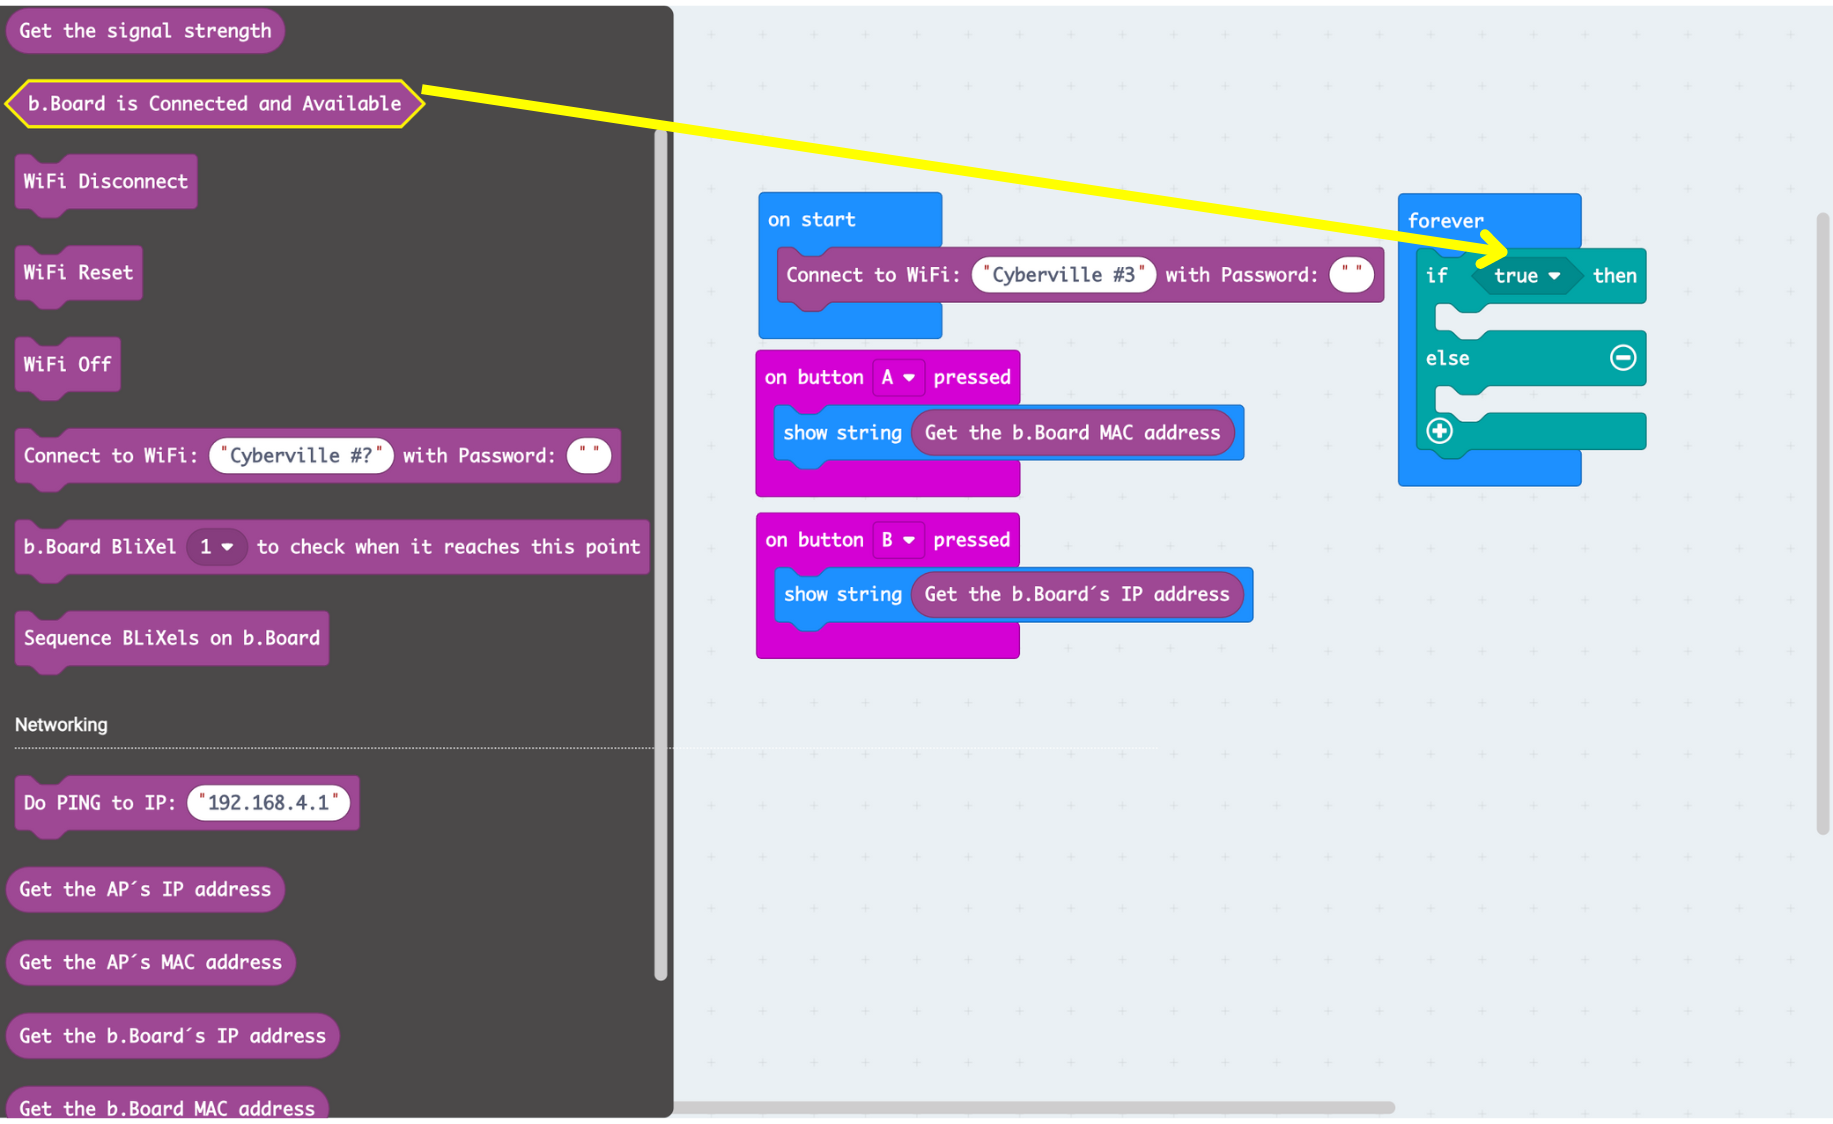 Get the signal strength
b.Board is Connected and Available
WiFi Disconnect
WiFi Reset
WiFi Off
Connect to WiFi: "Cyberville #?" with Password: " "
b.Board BliXel 1 to check when it reaches this point
Sequence BLiXels on b.Board
Networking
Do PING to IP: "192.168.4.1"
Get the AP´s IP address
Get the AP´s MAC address
Get the b.Board´s IP address
Get the b.Board MAC address
on start
Connect to WiFi: "Cyberville #3" with Password: " "
on button A pressed
show string Get the b.Board MAC address
on button B pressed
show string Get the b.Board´s IP address
forever
if true then
else